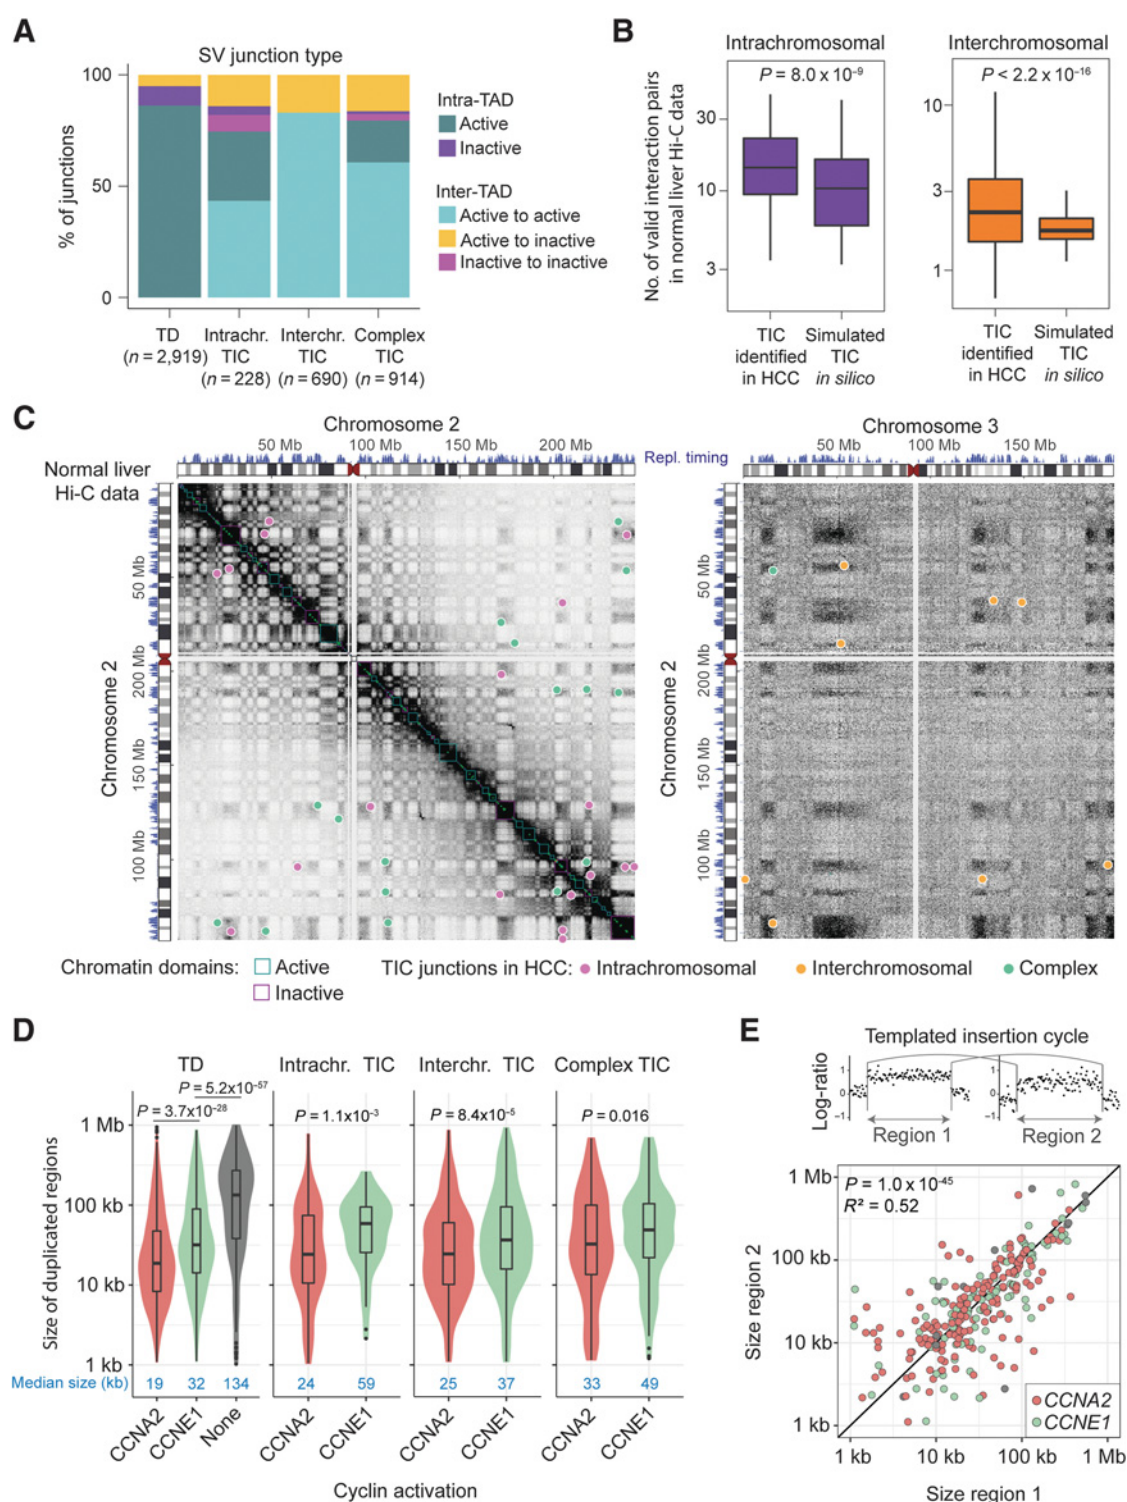 A
SV junction type
100
50
0
% of junctions
TD
(n = 2,919)
Intrachr.
TIC
(n = 228)
Interchr.
TIC
(n = 690)
Complex
TIC
(n = 914)
Intra-TAD
Active
Inactive
Inter-TAD
Active to active
Active to inactive
Inactive to inactive
B
Intrachromosomal
P = 8.0 x 10⁻⁹
No. of valid interaction pairs
in normal liver Hi-C data
30
10
3
TIC
identified
in HCC
Simulated
TIC
in silico
Interchromosomal
P < 2.2 x 10⁻¹⁶
10
3
1
TIC
identified
in HCC
Simulated
TIC
in silico
C
Chromosome 2
50 Mb 100 Mb 150 Mb 200 Mb
Normal liver
Hi-C data
Repl. timing
Chromosome 3
50 Mb 100 Mb 150 Mb
Chromosome 2
50 Mb
200 Mb
150 Mb
100 Mb
Chromosome 2
50 Mb
200 Mb
150 Mb
100 Mb
Chromatin domains:
Active
Inactive
TIC junctions in HCC:
Intrachromosomal
Interchromosomal
Complex
D
TD
P = 5.2x10⁻⁵⁷
P = 3.7x10⁻²⁸
Intrachr. TIC
P = 1.1x10⁻³
Interchr. TIC
P = 8.4x10⁻⁵
Complex TIC
P = 0.016
Size of duplicated regions
1 Mb
100 kb
10 kb
1 kb
Median size (kb)
19 32 134
24 59
25 37
33 49
CCNA2
CCNE1
None
CCNA2
CCNE1
CCNA2
CCNE1
CCNA2
CCNE1
Cyclin activation
E
Templated insertion cycle
Log-ratio
1
0
−1
1
0
−1
Region 1
Region 2
P = 1.0 x 10⁻⁴⁵
R² = 0.52
Size region 2
1 Mb
100 kb
10 kb
1 kb
CCNA2
CCNE1
1 kb 10 kb 100 kb 1 Mb
Size region 1